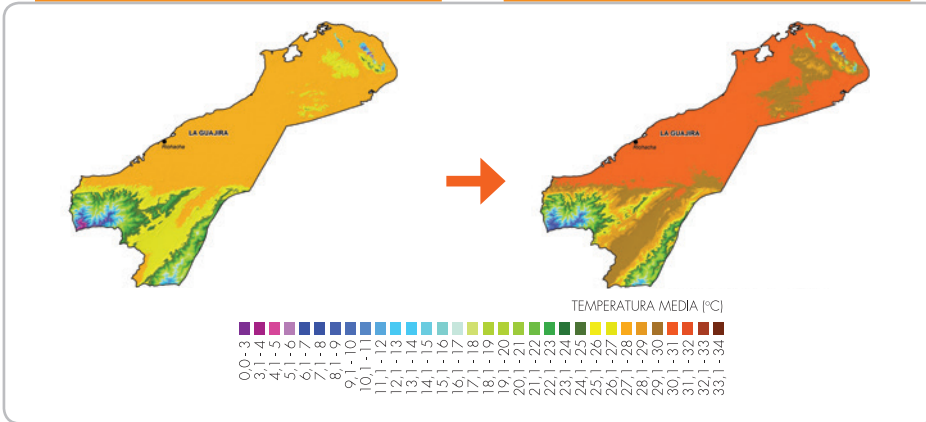 LA GUAJIRA
Riohacha
LA GUAJIRA
Riohacha
TEMPERATURA MEDIA (°C)
0,0 - 3
3,1 - 4
4,1 - 5
5,1 - 6
6,1 - 7
7,1 - 8
8,1 - 9
9,1 - 10
10,1 - 11
11,1 - 12
12,1 - 13
13,1 - 14
14,1 - 15
15,1 - 16
16,1 - 17
17,1 - 18
18,1 - 19
19,1 - 20
20,1 - 21
21,1 - 22
22,1 - 23
23,1 - 24
24,1 - 25
25,1 - 26
26,1 - 27
27,1 - 28
28,1 - 29
29,1 - 30
30,1 - 31
31,1 - 32
32,1 - 33
33,1 - 34